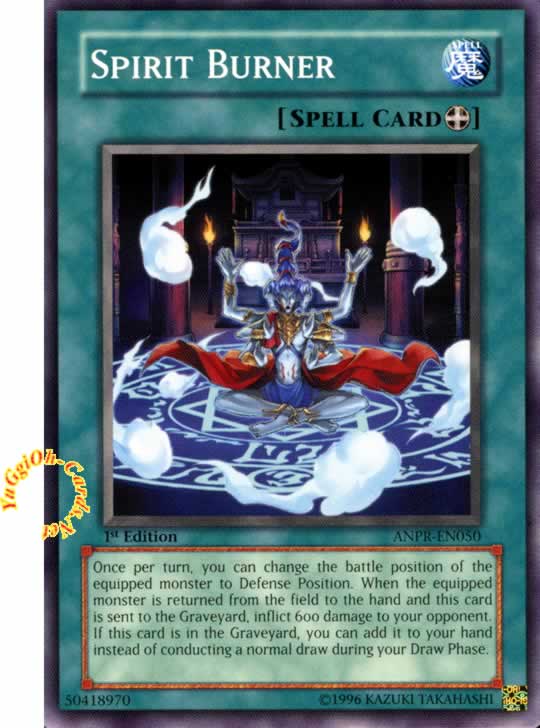 SPIRIT BURNER
SPELL
魔
[SPELL CARD]
YuGgiOh-Cards.Net
1st Edition
ANPR-EN050
Once per turn, you can change the battle position of the
equipped monster to Defense Position. When the equipped
monster is returned from the field to the hand and this card
is sent to the Graveyard, inflict 600 damage to your opponent.
If this card is in the Graveyard, you can add it to your hand
instead of conducting a normal draw during your Draw Phase.
50418970
©1996 KAZUKI TAKAHASHI